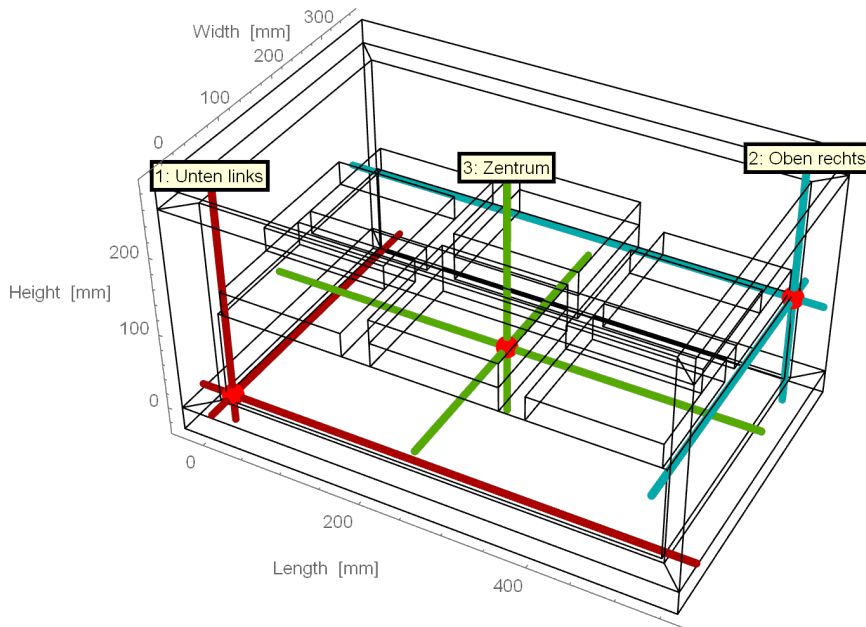 Width [mm]
300
200
100
0
1: Unten links
3: Zentrum
2: Oben rechts
200
Height [mm]
100
0
0
200
Length [mm]
400